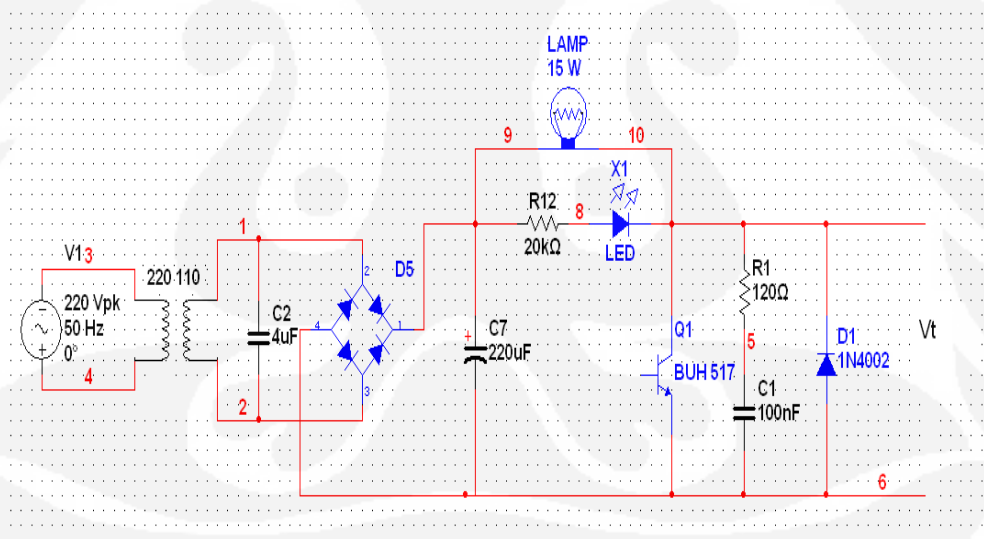 LAMP
15 W
9
10
X1
R12
8
20kΩ
LED
1
V1
3
220 110
2
D5
220 Vpk
50 Hz
0°
C2
4uF
4
1
+
C7
220uF
R1
120Ω
5
Q1
BUH 517
Vt
D1
1N4002
4
3
2
C1
100nF
6